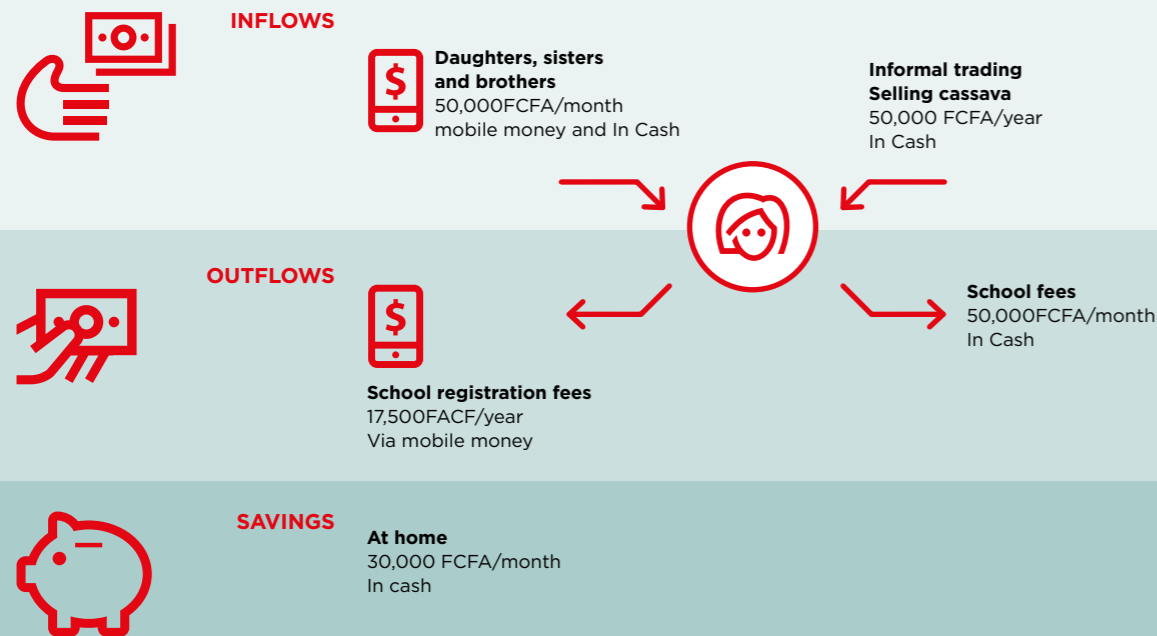 INFLOWS
$
Daughters, sisters
and brothers
50,000FCFA/month
mobile money and In Cash
Informal trading
Selling cassava
50,000 FCFA/year
In Cash
OUTFLOWS
$
School registration fees
17,500FACF/year
Via mobile money
School fees
50,000FCFA/month
In Cash
SAVINGS
At home
30,000 FCFA/month
In cash